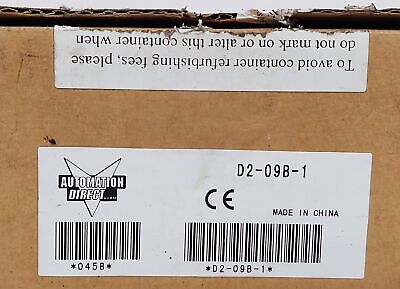 To avoid container refurbishing fees, please
do not mark on or alter this container when
AUTOMATION
DIRECT
D2-09B-1
CE
MADE IN CHINA
*0458*
*D2-09B-1*